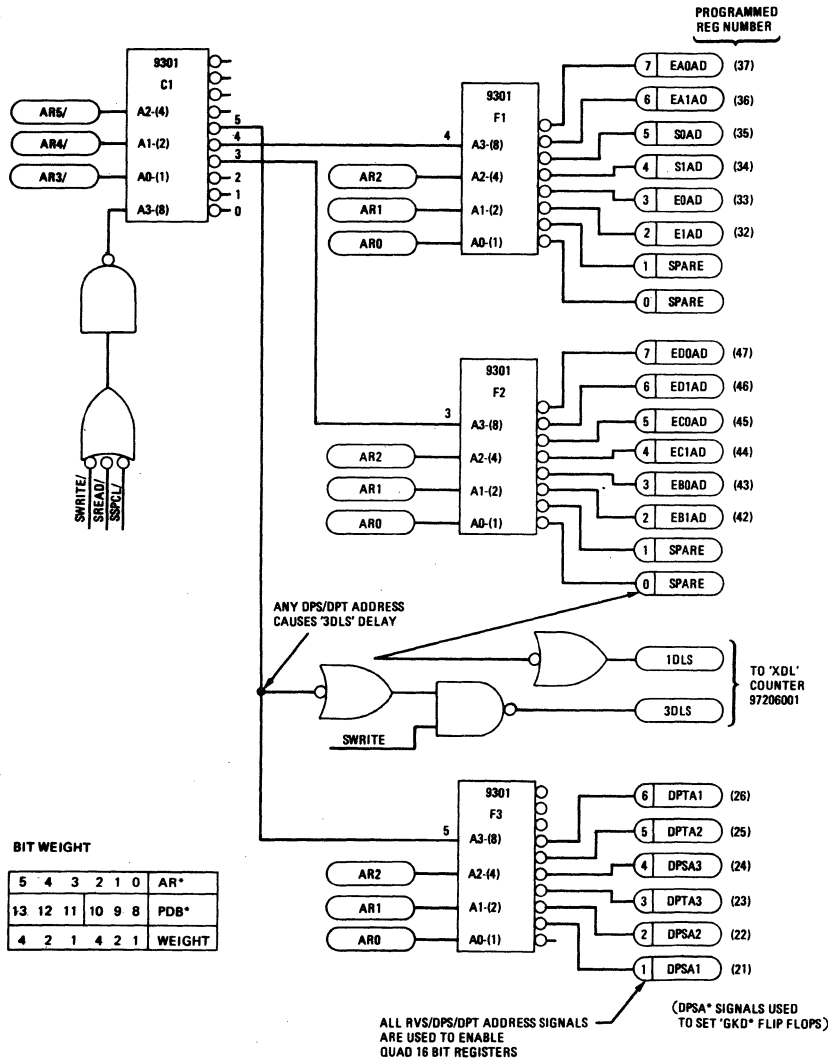 PROGRAMMED
REG NUMBER
9301
C1
AR5/
A2-(4)
AR4/
A1-(2)
AR3/
A0-(1)
A3-(8)
5
4
3
2
1
0
SWRITE/
SREAD/
SSPCL/
9301
F1
4
A3-(8)
AR2
A2-(4)
AR1
A1-(2)
AR0
A0-(1)
7 EA0AD (37)
6 EA1AO (36)
5 S0AD (35)
4 S1AD (34)
3 E0AD (33)
2 E1AD (32)
1 SPARE
0 SPARE
9301
F2
3
A3-(8)
AR2
A2-(4)
AR1
A1-(2)
AR0
A0-(1)
7 ED0AD (47)
6 ED1AD (46)
5 EC0AD (45)
4 EC1AD (44)
3 EB0AD (43)
2 EB1AD (42)
1 SPARE
0 SPARE
ANY DPS/DPT ADDRESS
CAUSES '3DLS' DELAY
1DLS
3DLS
SWRITE
TO 'XDL'
COUNTER
97206001
9301
F3
5
A3-(8)
AR2
A2-(4)
AR1
A1-(2)
AR0
A0-(1)
6 DPTA1 (26)
5 DPTA2 (25)
4 DPSA3 (24)
3 DPTA3 (23)
2 DPSA2 (22)
1 DPSA1 (21)
BIT WEIGHT
5 4 3 2 1 0 AR*
13 12 11 10 9 8 PDB*
4 2 1 4 2 1 WEIGHT
ALL RVS/DPS/DPT ADDRESS SIGNALS
ARE USED TO ENABLE
QUAD 16 BIT REGISTERS
(DPSA* SIGNALS USED
TO SET 'GKD* FLIP FLOPS)